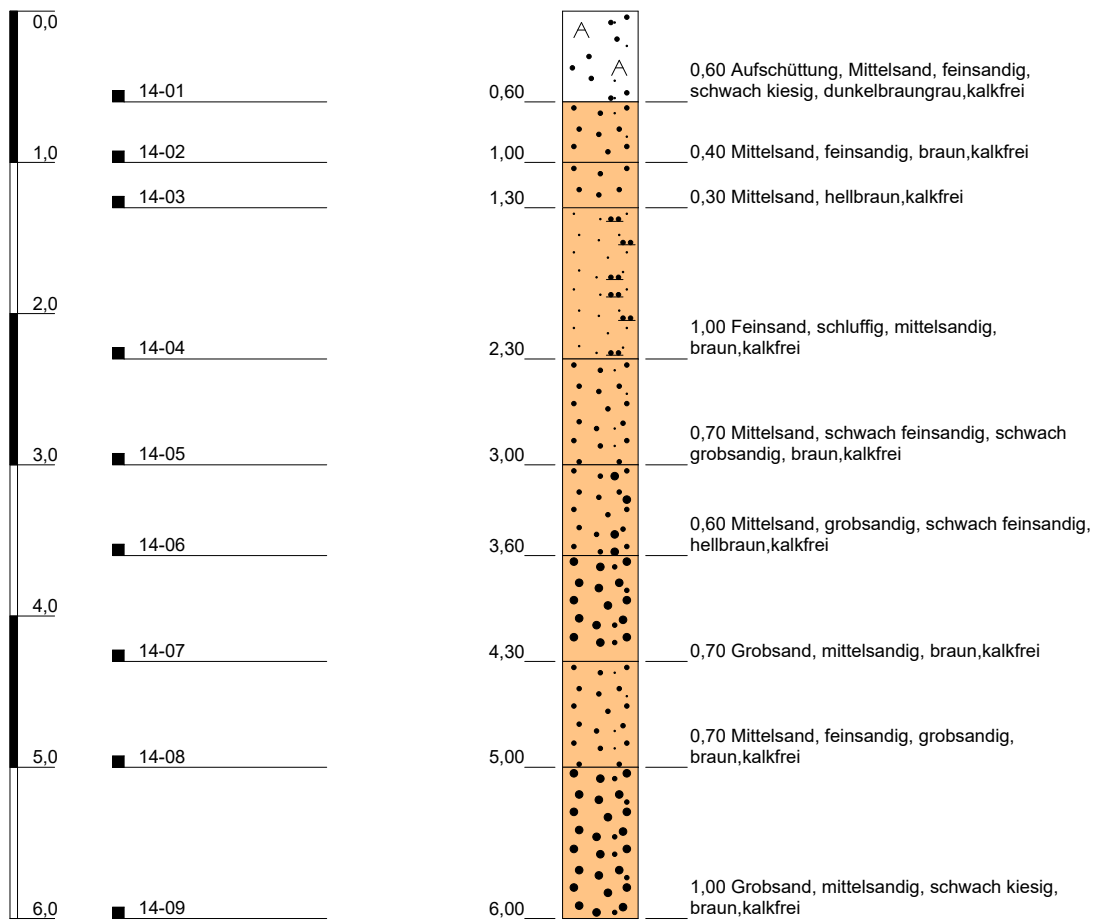 0,0
0,60 Aufschüttung, Mittelsand, feinsandig,
schwach kiesig, dunkelbraungrau,kalkfrei
14-01
0,60
1,0
14-02
1,00
0,40 Mittelsand, feinsandig, braun,kalkfrei
14-03
1,30
0,30 Mittelsand, hellbraun,kalkfrei
2,0
14-04
2,30
1,00 Feinsand, schluffig, mittelsandig,
braun,kalkfrei
3,0
14-05
3,00
0,70 Mittelsand, schwach feinsandig, schwach
grobsandig, braun,kalkfrei
14-06
3,60
0,60 Mittelsand, grobsandig, schwach feinsandig,
hellbraun,kalkfrei
4,0
14-07
4,30
0,70 Grobsand, mittelsandig, braun,kalkfrei
5,0
14-08
5,00
0,70 Mittelsand, feinsandig, grobsandig,
braun,kalkfrei
6,0
14-09
6,00
1,00 Grobsand, mittelsandig, schwach kiesig,
braun,kalkfrei
A
A